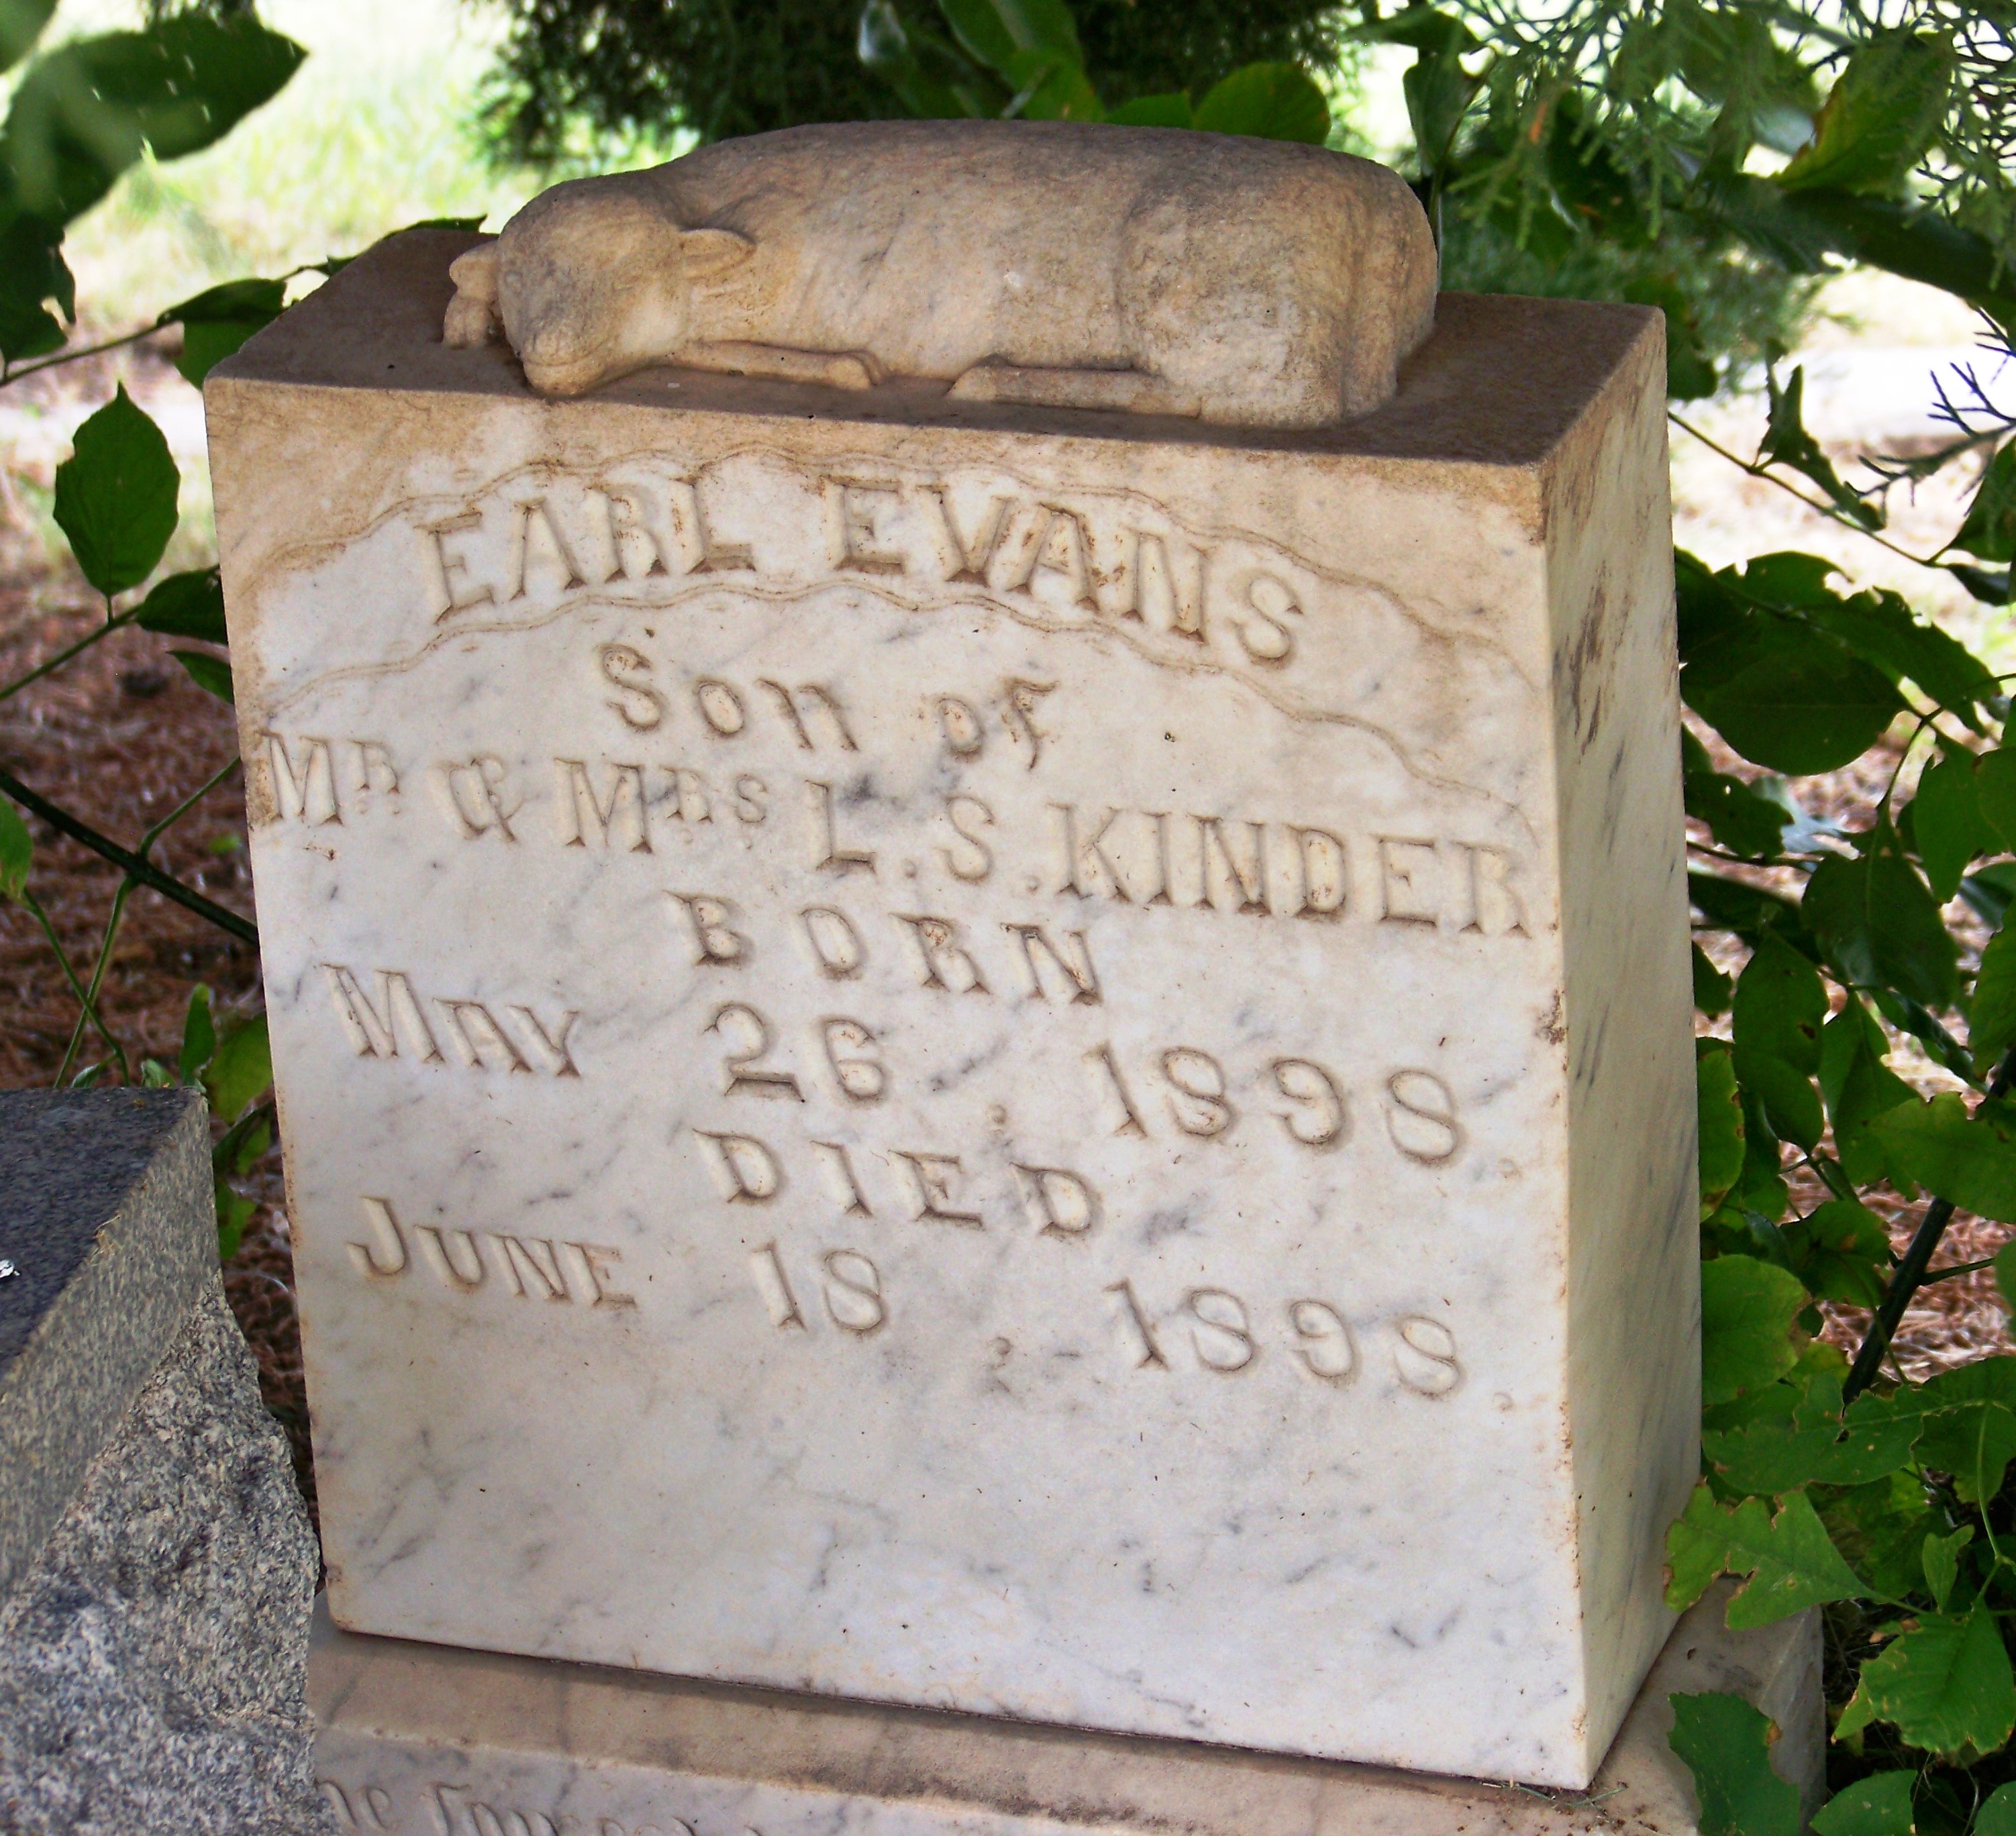 EARL EVANS
Son of
MR. & MRS L.S. KINDER
BORN
MAY 26, 1898
DIED
JUNE 18, 1898